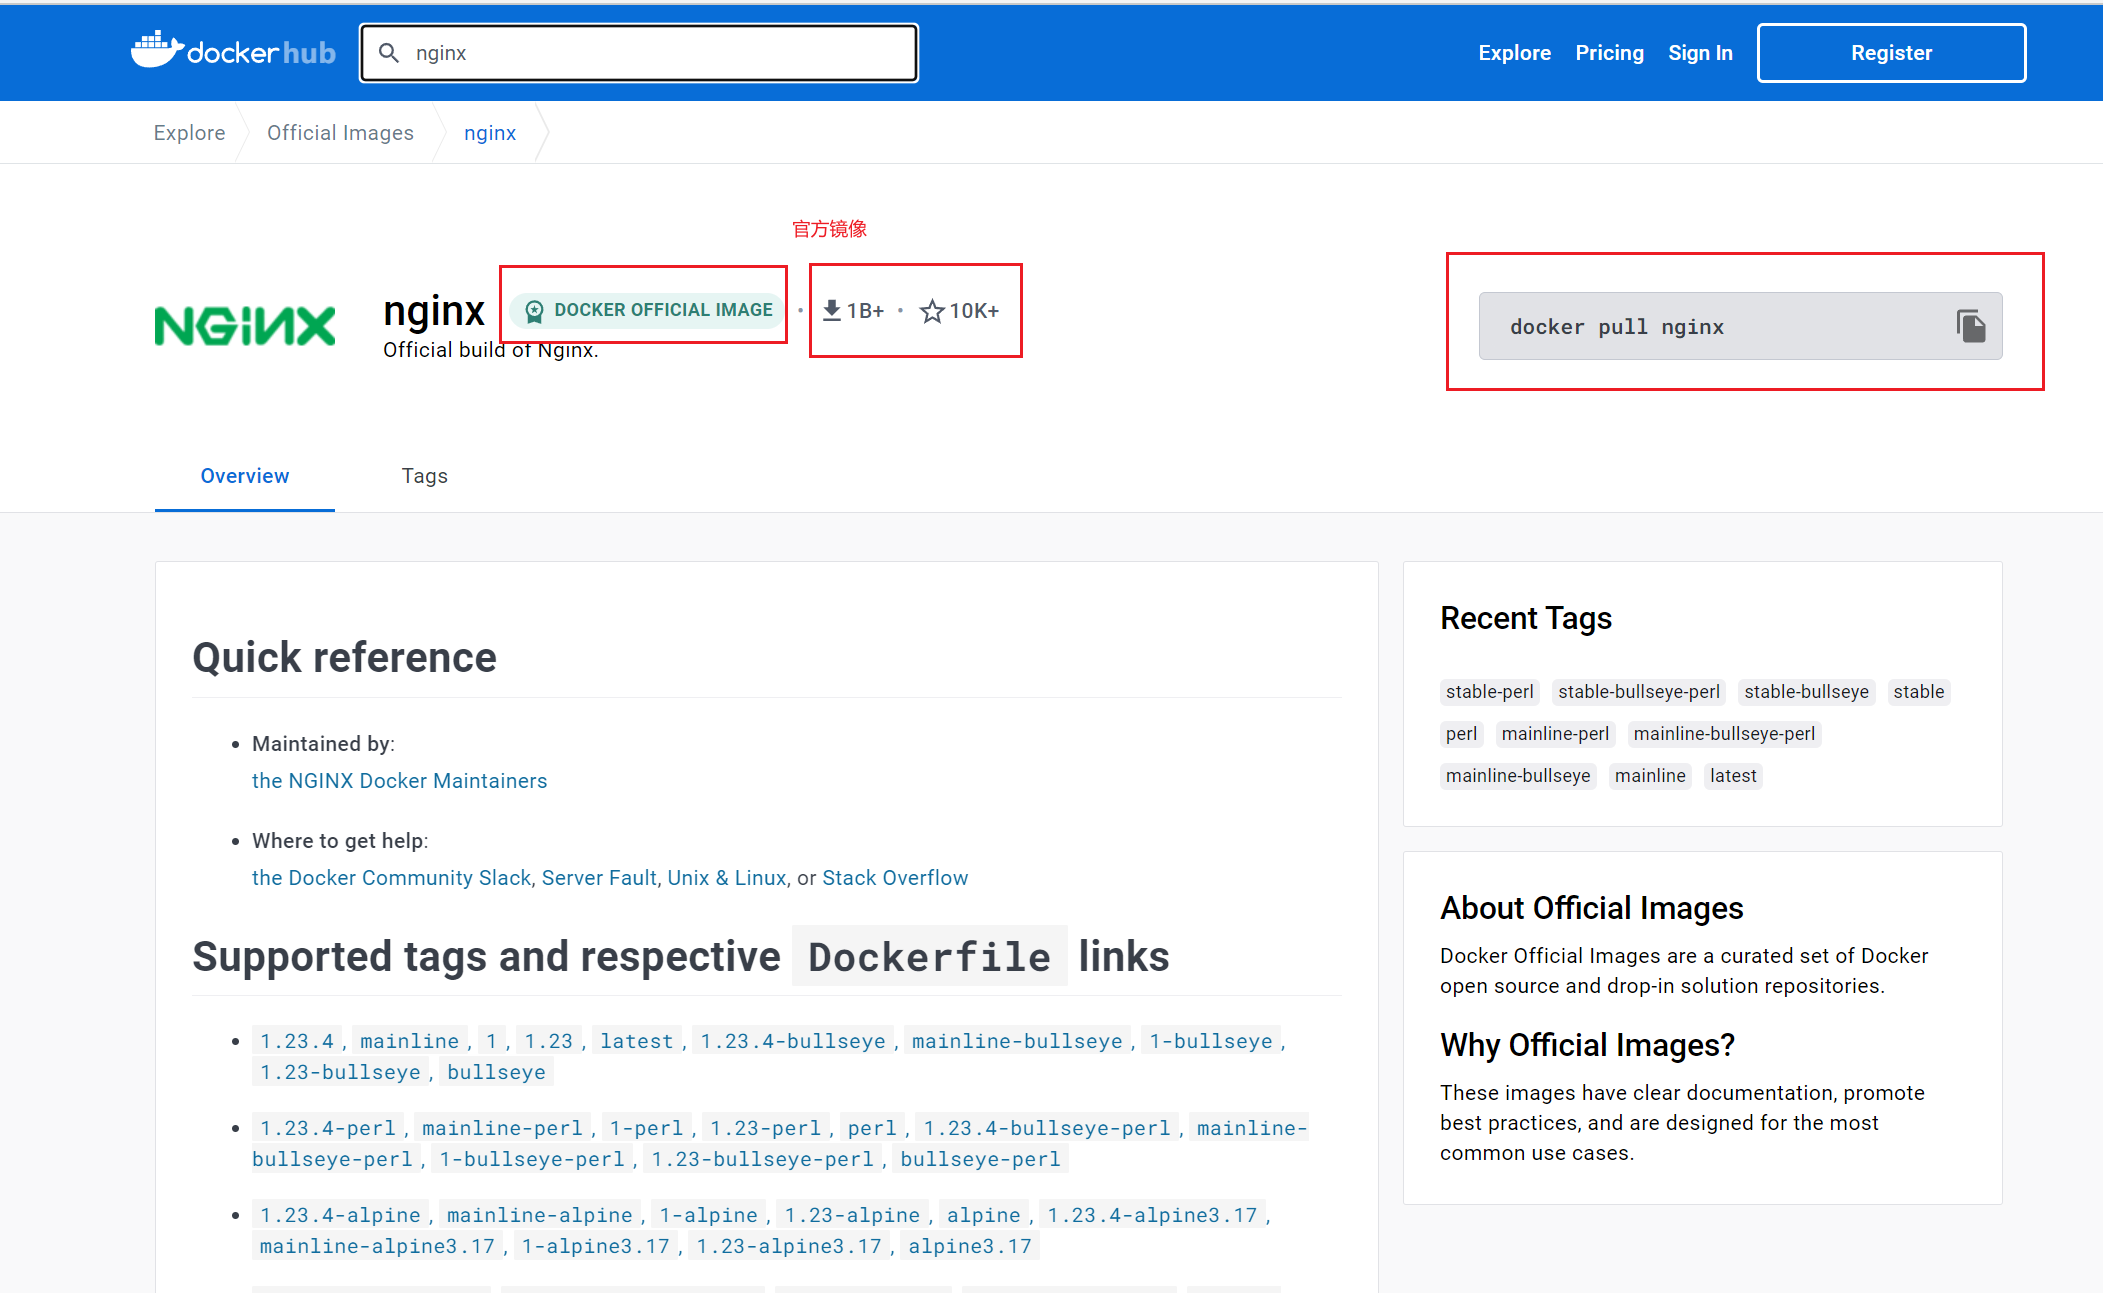 docker hub
nginx
Explore Pricing Sign In Register
Explore Official Images nginx
官方镜像
NGINX
nginx DOCKER OFFICIAL IMAGE · 1B+ · 10K+
Official build of Nginx.
docker pull nginx
Overview Tags
Quick reference
Maintained by:
the NGINX Docker Maintainers
Where to get help:
the Docker Community Slack, Server Fault, Unix & Linux, or Stack Overflow
Supported tags and respective Dockerfile links
1.23.4, mainline, 1, 1.23, latest, 1.23.4-bullseye, mainline-bullseye, 1-bullseye,
1.23-bullseye, bullseye
1.23.4-perl, mainline-perl, 1-perl, 1.23-perl, perl, 1.23.4-bullseye-perl, mainline-
bullseye-perl, 1-bullseye-perl, 1.23-bullseye-perl, bullseye-perl
1.23.4-alpine, mainline-alpine, 1-alpine, 1.23-alpine, alpine, 1.23.4-alpine3.17,
mainline-alpine3.17, 1-alpine3.17, 1.23-alpine3.17, alpine3.17
Recent Tags
stable-perl stable-bullseye-perl stable-bullseye stable
perl mainline-perl mainline-bullseye-perl
mainline-bullseye mainline latest
About Official Images
Docker Official Images are a curated set of Docker
open source and drop-in solution repositories.
Why Official Images?
These images have clear documentation, promote
best practices, and are designed for the most
common use cases.